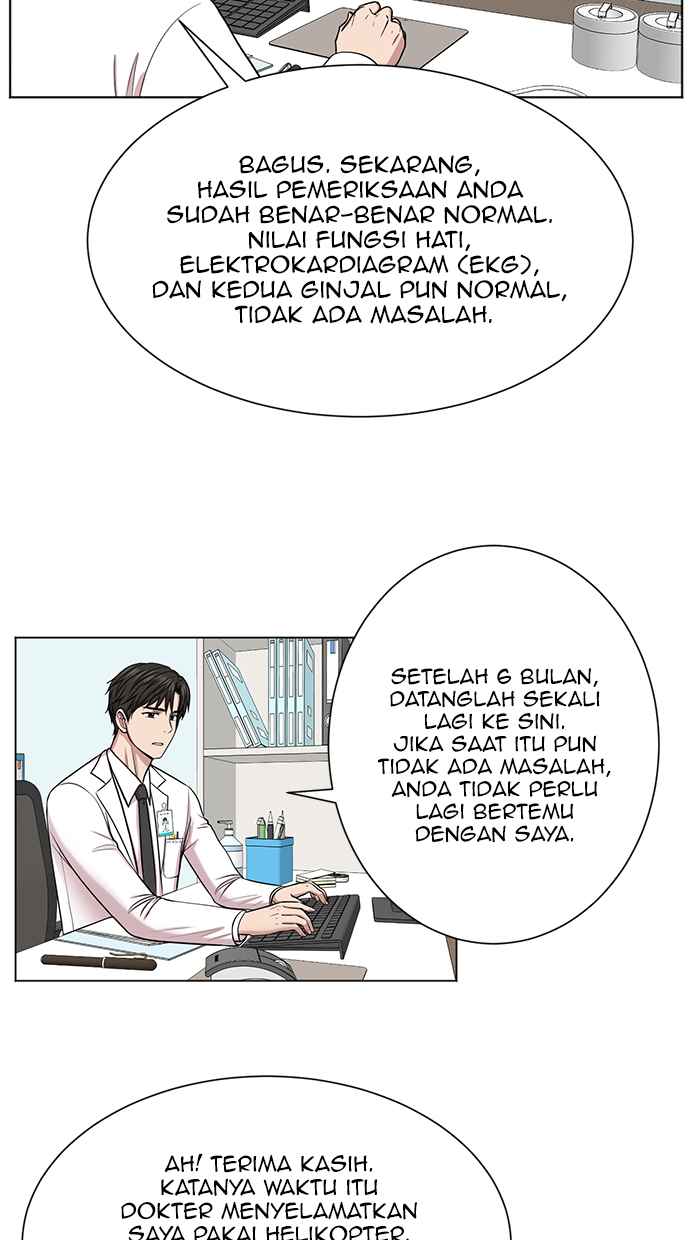 BAGUS. SEKARANG,
HASIL PEMERIKSAAN ANDA
SUDAH BENAR-BENAR NORMAL.
NILAI FUNGSI HATI,
ELEKTROKARDIAGRAM (EKG),
DAN KEDUA GINJAL PUN NORMAL,
TIDAK ADA MASALAH.
SETELAH 6 BULAN,
DATANGLAH SEKALI
LAGI KE SINI.
JIKA SAAT ITU PUN
TIDAK ADA MASALAH,
ANDA TIDAK PERLU
LAGI BERTEMU
DENGAN SAYA.
AH! TERIMA KASIH.
KATANYA WAKTU ITU
DOKTER MENYELAMATKAN
SAYA PAKAI HELIKOPTER.